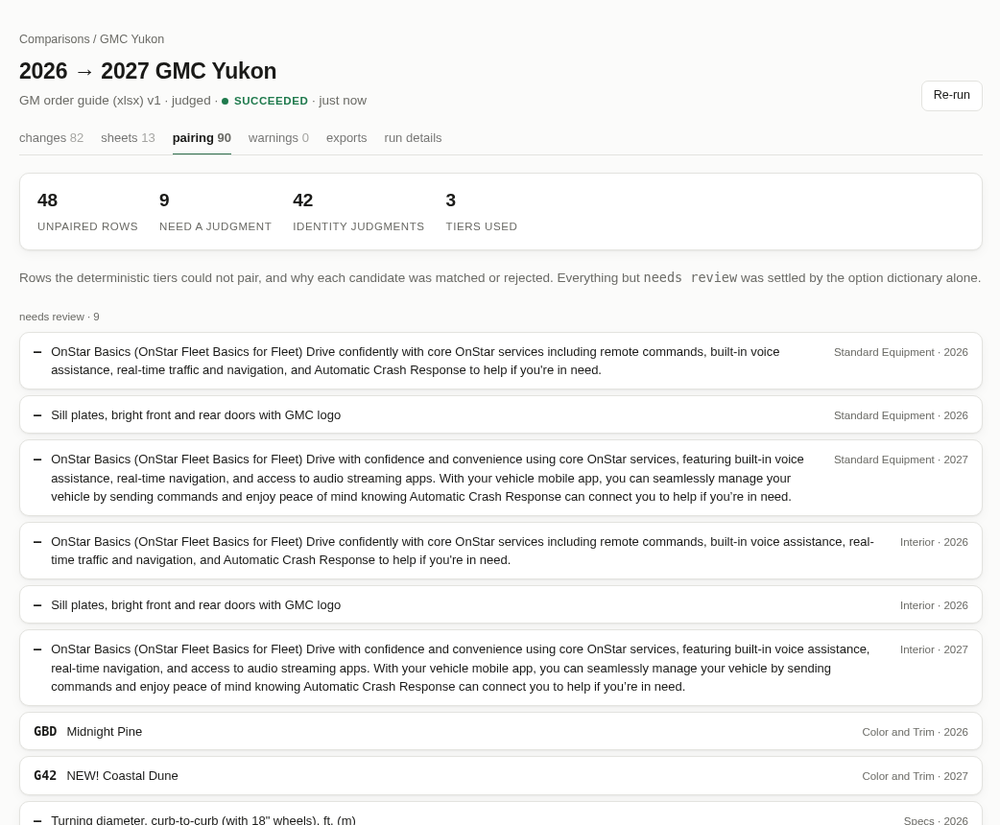 Comparisons / GMC Yukon
2026 → 2027 GMC Yukon
GM order guide (xlsx) v1 · judged · ● SUCCEEDED · just now
Re-run
changes 82 sheets 13 pairing 90 warnings 0 exports run details
48 9 42 3
UNPAIRED ROWS NEED A JUDGMENT IDENTITY JUDGMENTS TIERS USED
Rows the deterministic tiers could not pair, and why each candidate was matched or rejected. Everything but needs review was settled by the option dictionary alone.
needs review · 9
— OnStar Basics (OnStar Fleet Basics for Fleet) Drive confidently with core OnStar services including remote commands, built-in voice Standard Equipment · 2026
assistance, real-time traffic and navigation, and Automatic Crash Response to help if you're in need.
— Sill plates, bright front and rear doors with GMC logo Standard Equipment · 2026
— OnStar Basics (OnStar Fleet Basics for Fleet) Drive with confidence and convenience using core OnStar services, featuring built-in voice Standard Equipment · 2027
assistance, real-time navigation, and access to audio streaming apps. With your vehicle mobile app, you can seamlessly manage your
vehicle by sending commands and enjoy peace of mind knowing Automatic Crash Response can connect you to help if you’re in need.
— OnStar Basics (OnStar Fleet Basics for Fleet) Drive confidently with core OnStar services including remote commands, built-in voice assistance, real- Interior · 2026
time traffic and navigation, and Automatic Crash Response to help if you're in need.
— Sill plates, bright front and rear doors with GMC logo Interior · 2026
— OnStar Basics (OnStar Fleet Basics for Fleet) Drive with confidence and convenience using core OnStar services, featuring built-in voice assistance, Interior · 2027
real-time navigation, and access to audio streaming apps. With your vehicle mobile app, you can seamlessly manage your vehicle by sending
commands and enjoy peace of mind knowing Automatic Crash Response can connect you to help if you’re in need.
GBD Midnight Pine Color and Trim · 2026
G42 NEW! Coastal Dune Color and Trim · 2027
— Turning diameter, curb-to-curb (with 18" wheels), ft. (m) Specs · 2026